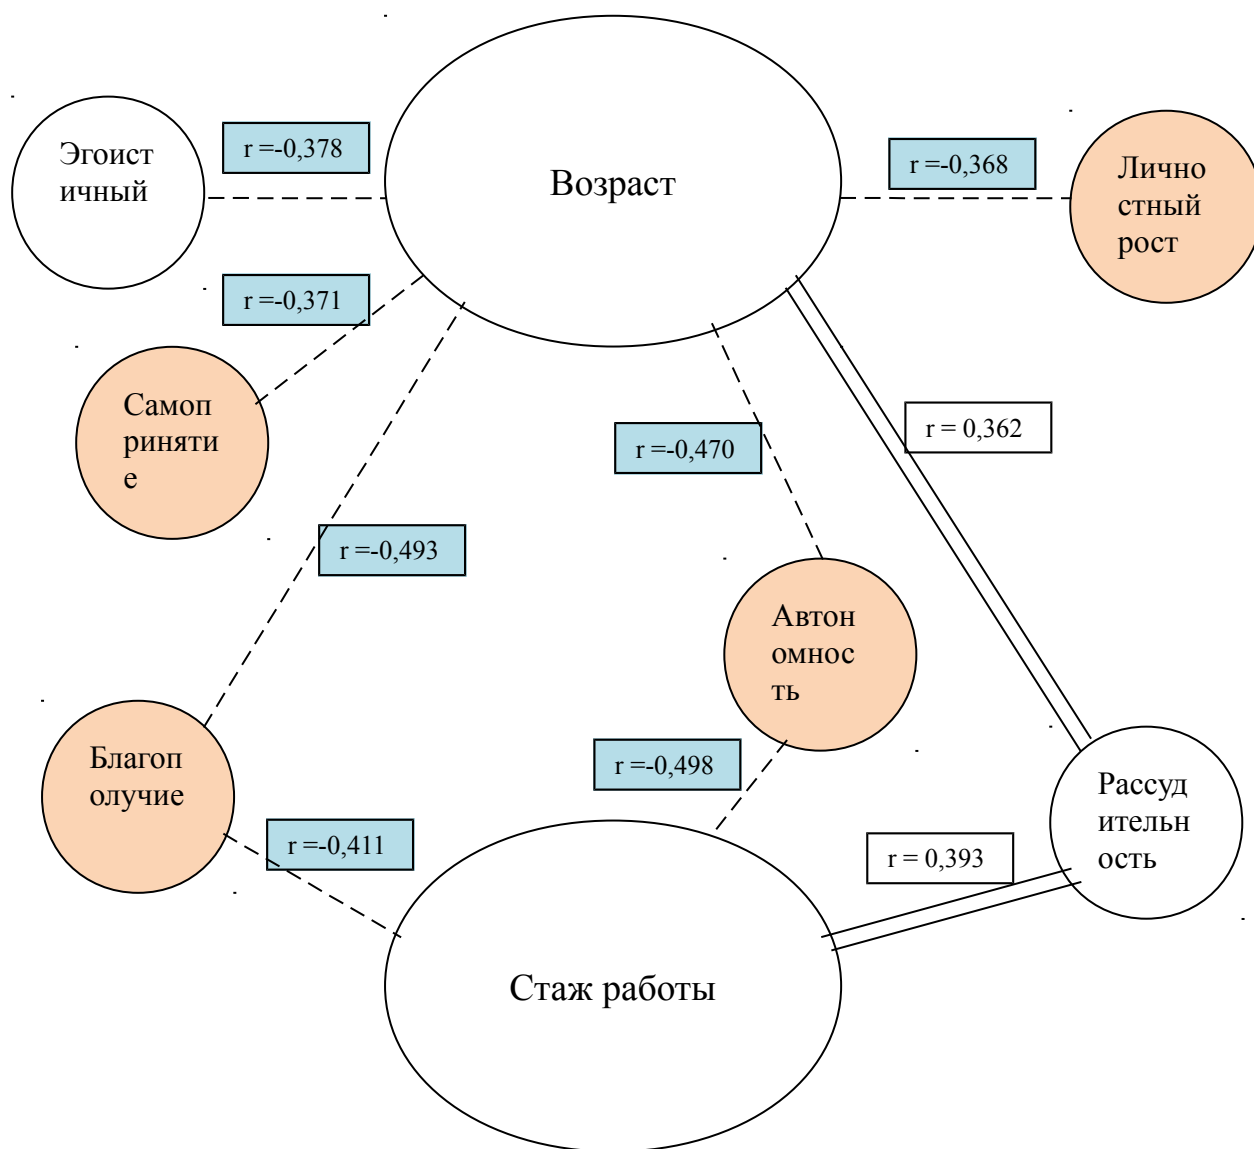 Эгоист
ичный
r =-0,378
Возраст
r =-0,368
Лично
стный
рост
r =-0,371
Самоп
риняти
е
r =-0,470
r = 0,362
r =-0,493
Автон
омнос
ть
Благоп
олучие
r =-0,498
Рассуд
ительн
ость
r =-0,411
r = 0,393
Стаж работы